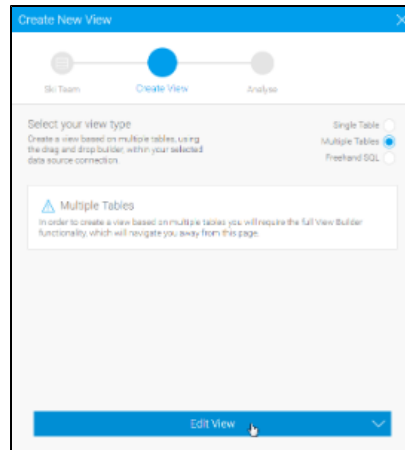 Create New View
Ski Team
Create View
Analyse
Select your view type
Create a view based on multiple tables, using
the drag and drop builder, within your selected
data source connection
Single Table
Multiple Tables
Freehand SQL
Multiple Tables
In order to create a view based on multiple tables you will require the full View Builder
functionality, which will navigate you away from this page.
Edit View